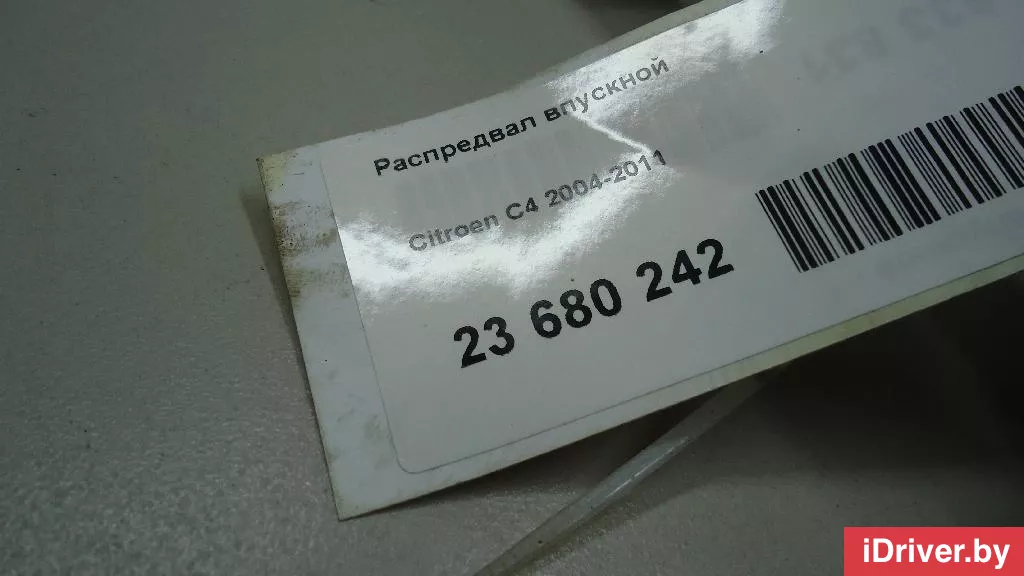 Распредвал впускной
Citroen C4 2004-2011
23 680 242
iDriver.by